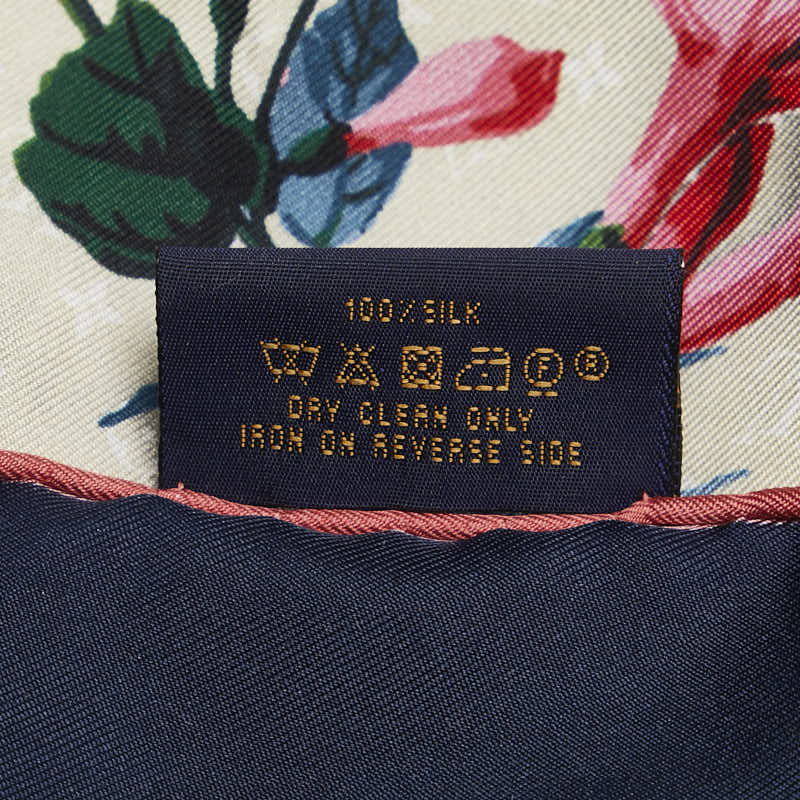 100% SILK
F ®
DRY CLEAN ONLY
IRON ON REVERSE SIDE